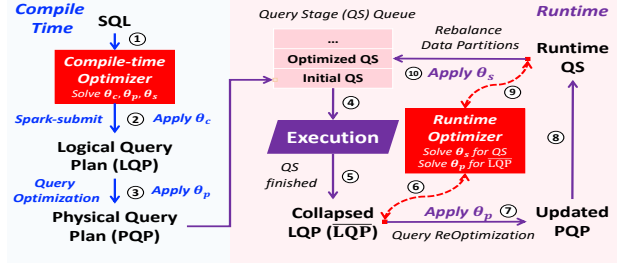 Compile
Time
SQL
①
Compile-time
Optimizer
Solve θc, θp, θs
Spark-submit
②
Apply θc
Logical Query
Plan (LQP)
Query
Optimization
③
Apply θp
Physical Query
Plan (PQP)
Query Stage (QS) Queue
...
Optimized QS
Initial QS
④
Execution
QS
finished
⑤
Collapsed
LQP (L̅Q̅P̅)
Runtime
Rebalance
Data Partitions
⑩ Apply θs
Runtime
QS
⑨
Runtime
Optimizer
Solve θs for QS
Solve θp for L̅Q̅P̅
⑥
⑧
Apply θp ⑦
Query ReOptimization
Updated
PQP